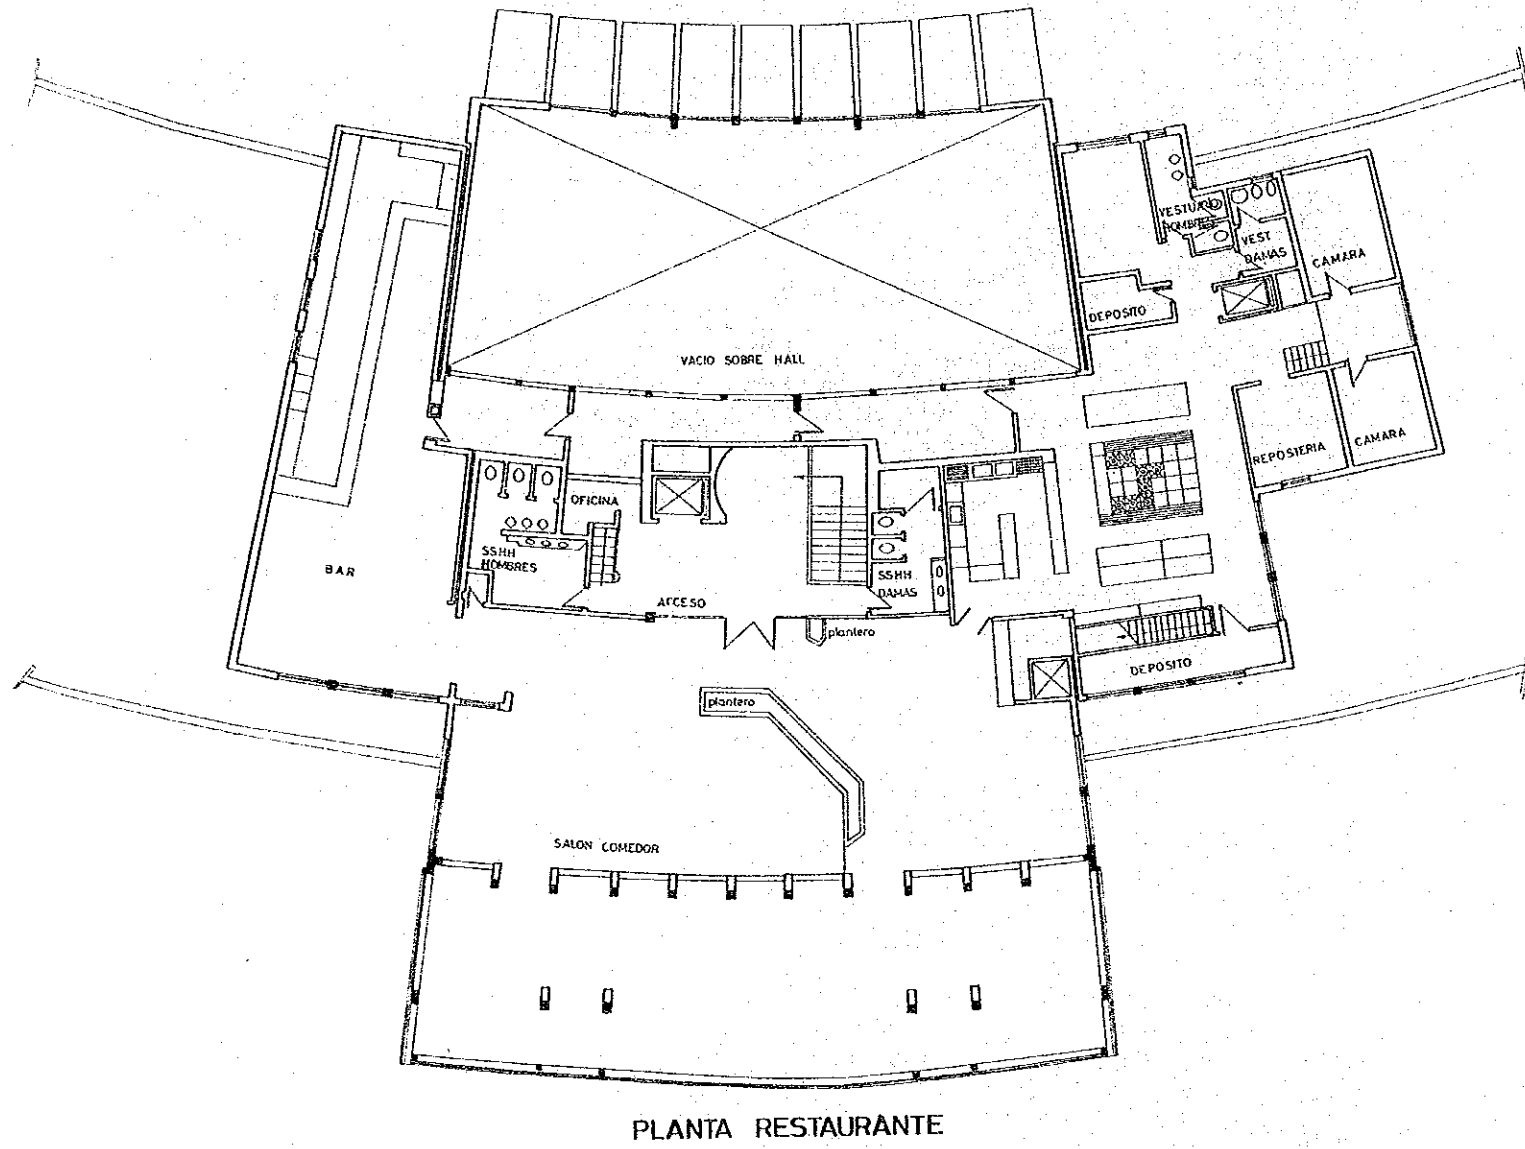 VESTUARIO
HOMBRES
VEST
DAMAS
CAMARA
DEPOSITO
VACIO SOBRE HALL
REPOSTERIA
CAMARA
OFICINA
SSHH
HOMBRES
BAR
SSHH
DAMAS
ACCESO
plantero
DEPOSITO
plantero
SALON COMEDOR
PLANTA RESTAURANTE